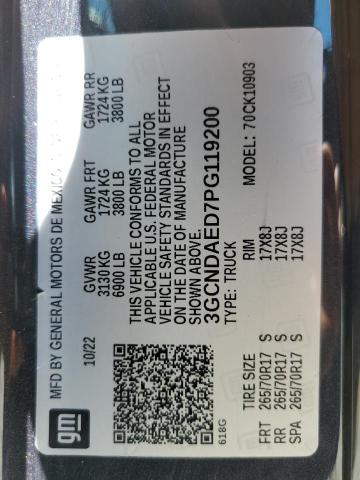 gm
MFD BY GENERAL MOTORS DE MEXICO
10/22
GVWR GAWR FRT GAWR RR
3130 KG 1724 KG 1724 KG
6900 LB 3800 LB 3800 LB
THIS VEHICLE CONFORMS TO ALL
APPLICABLE U.S. FEDERAL MOTOR
VEHICLE SAFETY STANDARDS IN EFFECT
ON THE DATE OF MANUFACTURE
SHOWN ABOVE.
3GCNDAED7PG119200
TYPE: TRUCK MODEL: 70CK10903
618G
TIRE SIZE RIM
FRT 265/70R17 S 17X8J
RR 265/70R17 S 17X8J
SPA 265/70R17 S 17X8J